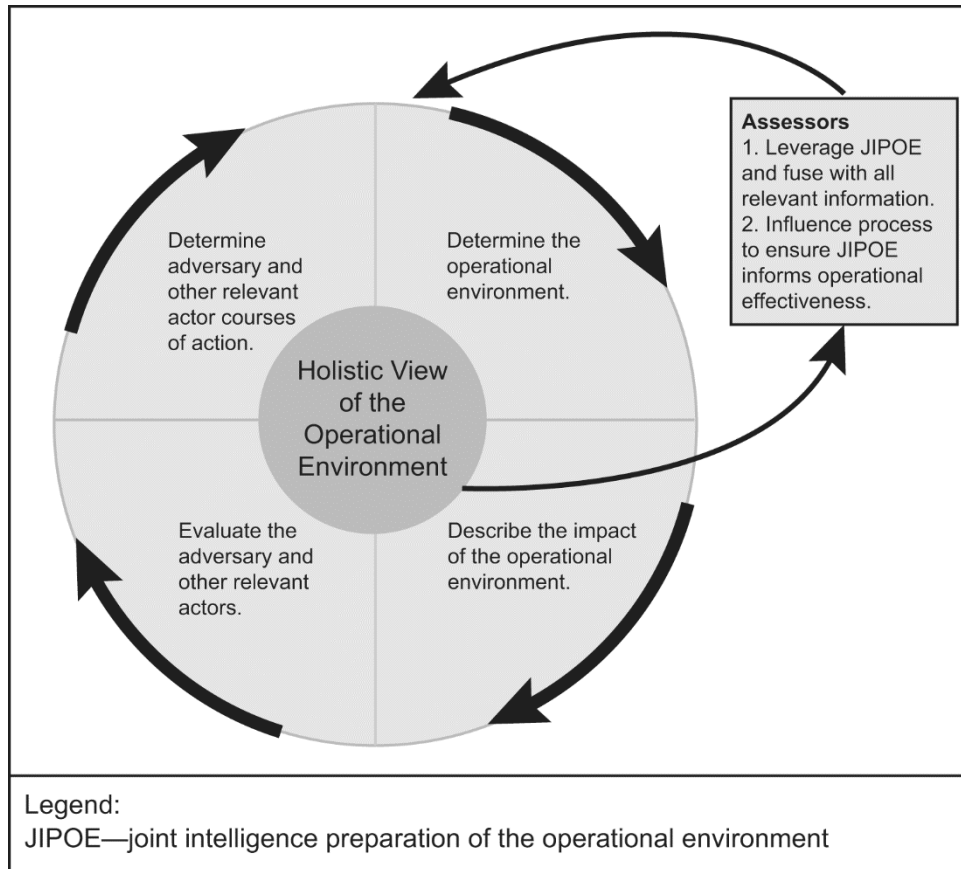 Assessors
1. Leverage JIPOE
and fuse with all
relevant information.
2. Influence process
to ensure JIPOE
informs operational
effectiveness.
Determine
adversary and
other relevant
actor courses
of action.
Determine the
operational
environment.
Holistic View
of the
Operational
Environment
Evaluate the
adversary and
other relevant
actors.
Describe the impact
of the operational
environment.
Legend:
JIPOE—joint intelligence preparation of the operational environment